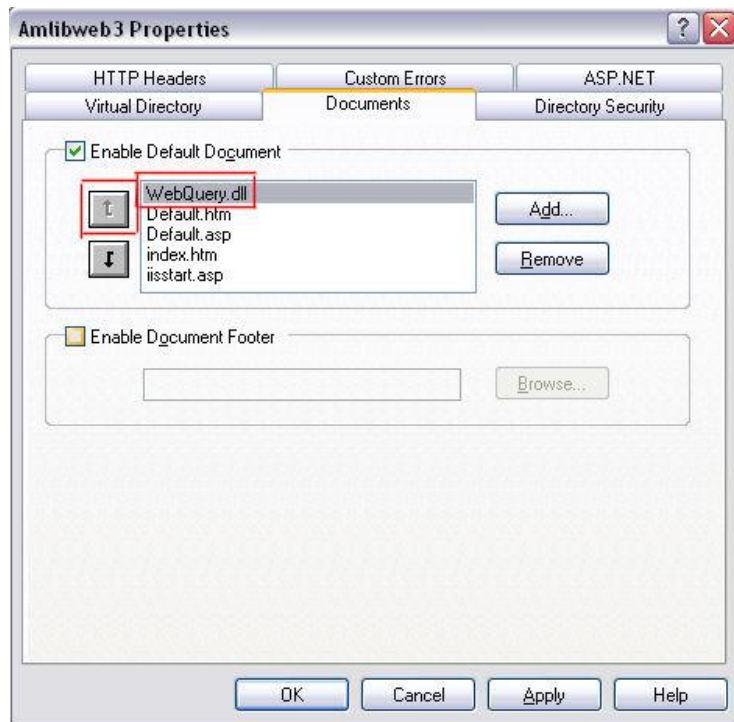 Amlibweb3 Properties
HTTP Headers
Custom Errors
ASP.NET
Virtual Directory
Documents
Directory Security
Enable Default Document
WebQuery.dll
Default.htm
Default.asp
index.htm
iisstart.asp
Add...
Remove
Enable Document Footer
Browse...
OK
Cancel
Apply
Help